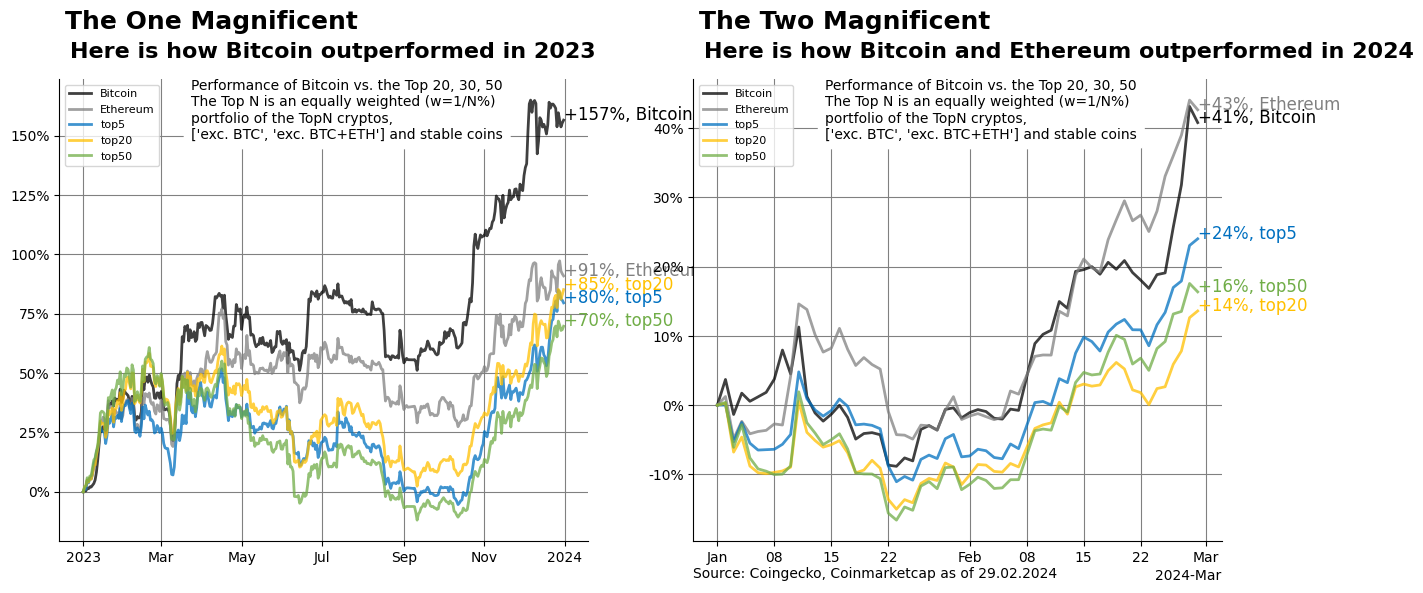 The One Magnificent
Here is how Bitcoin outperformed in 2023
Bitcoin
Ethereum
top5
top20
top50
Performance of Bitcoin vs. the Top 20, 30, 50
The Top N is an equally weighted (w=1/N%)
portfolio of the TopN cryptos,
['exc. BTC', 'exc. BTC+ETH'] and stable coins
150%
125%
100%
75%
50%
25%
0%
+157%, Bitcoin
+91%, Ethereum
+85%, top20
+80%, top5
+70%, top50
2023
Mar
May
Jul
Sep
Nov
2024
The Two Magnificent
Here is how Bitcoin and Ethereum outperformed in 2024
Bitcoin
Ethereum
top5
top20
top50
Performance of Bitcoin vs. the Top 20, 30, 50
The Top N is an equally weighted (w=1/N%)
portfolio of the TopN cryptos,
['exc. BTC', 'exc. BTC+ETH'] and stable coins
40%
30%
20%
10%
0%
-10%
+43%, Ethereum
+41%, Bitcoin
+24%, top5
+16%, top50
+14%, top20
Jan
08
15
22
Feb
08
15
22
Mar
2024-Mar
Source: Coingecko, Coinmarketcap as of 29.02.2024